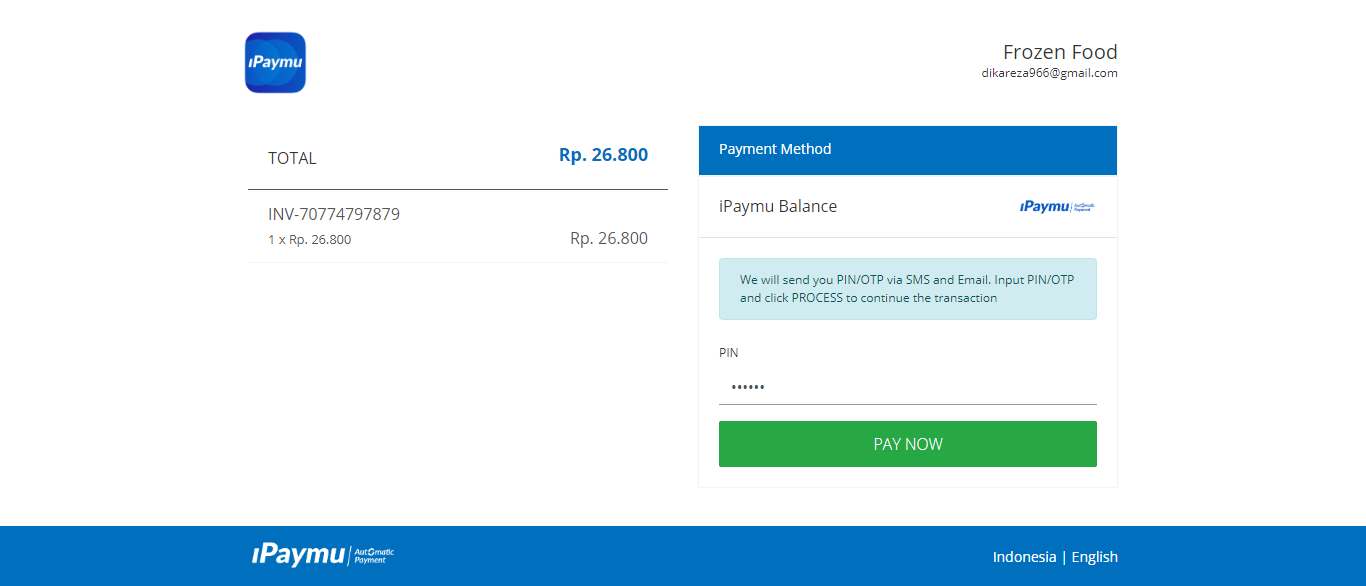 iPaymu
Frozen Food
dikareza966@gmail.com
TOTAL
Rp. 26.800
INV-70774797879
1 x Rp. 26.800
Rp. 26.800
Payment Method
iPaymu Balance
iPaymu | Automatic Payment
We will send you PIN/OTP via SMS and Email. Input PIN/OTP
and click PROCESS to continue the transaction
PIN
••••••
PAY NOW
iPaymu | Automatic
Payment
Indonesia | English